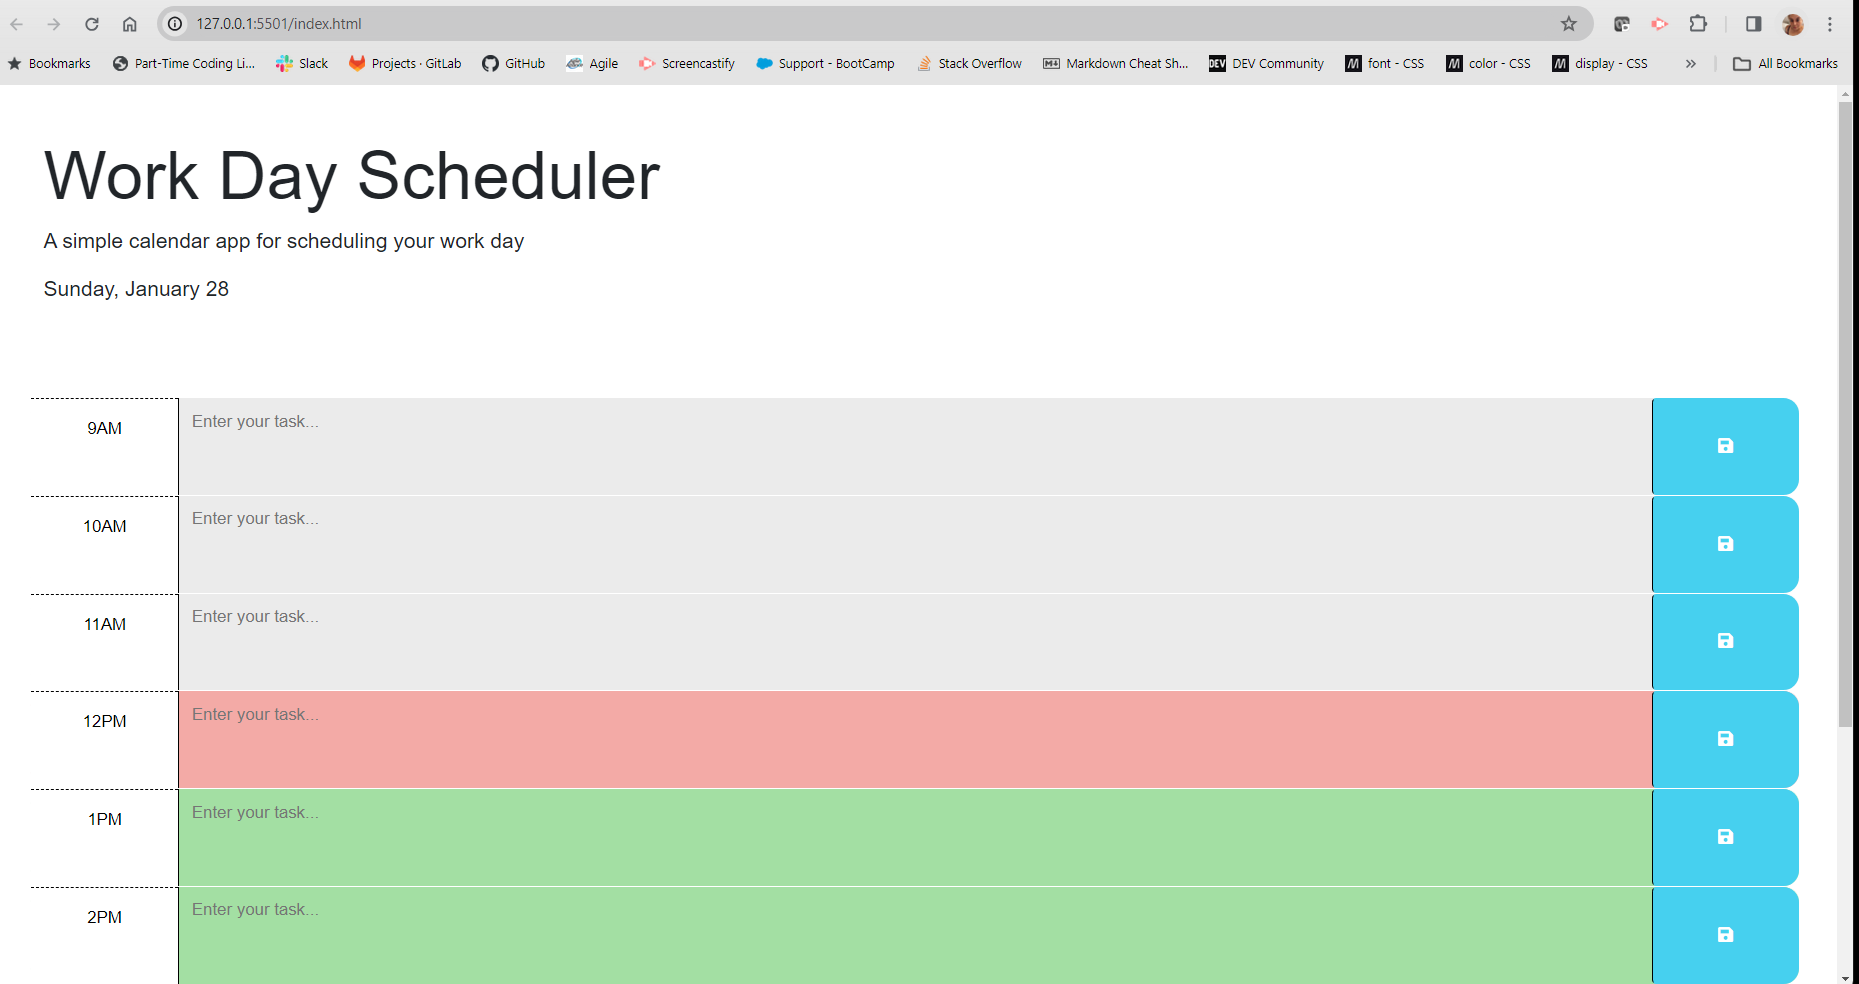 127.0.0.1:5501/index.html
Bookmarks Part-Time Coding Li... Slack Projects · GitLab GitHub Agile Screencastify Support - BootCamp Stack Overflow Markdown Cheat Sh... DEV DEV Community font - CSS color - CSS display - CSS » All Bookmarks
Work Day Scheduler
A simple calendar app for scheduling your work day
Sunday, January 28
9AM Enter your task...
10AM Enter your task...
11AM Enter your task...
12PM Enter your task...
1PM Enter your task...
2PM Enter your task...